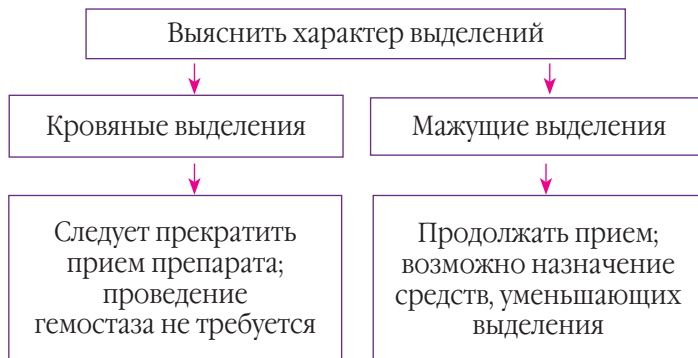 Выяснить характер выделений
Кровяные выделения
Мажущие выделения
Следует прекратить
прием препарата;
проведение
гемостаза не требуется
Продолжать прием;
возможно назначение
средств, уменьшающих
выделения